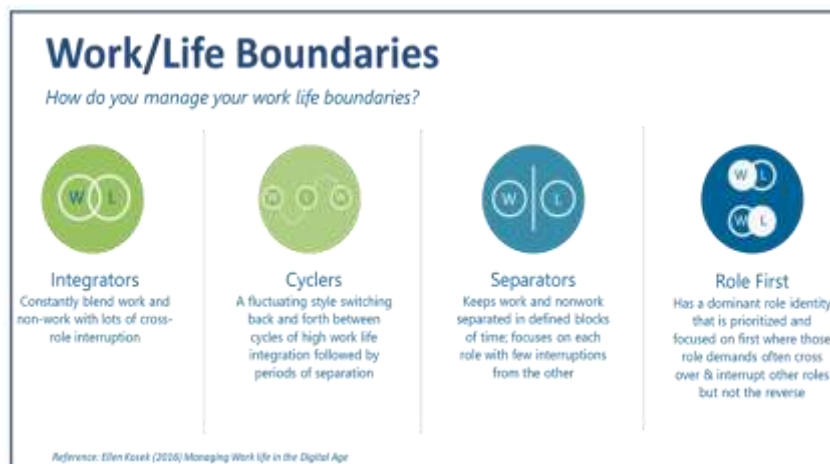 Work/Life Boundaries
How do you manage your work life boundaries?
W L
Integrators
Constantly blend work and
non-work with lots of cross-
role interruption
Cyclers
A fluctuating style switching
back and forth between
cycles of high work life
integration followed by
periods of separation
W L
Separators
Keeps work and nonwork
separated in defined blocks
of time; focuses on each
role with few interruptions
from the other
W L
W L
Role First
Has a dominant role identity
that is prioritized and
focused on first where those
role demands often cross
over & interrupt other roles
but not the reverse
Reference: Ellen Kosek (2016) Managing Work life in the Digital Age